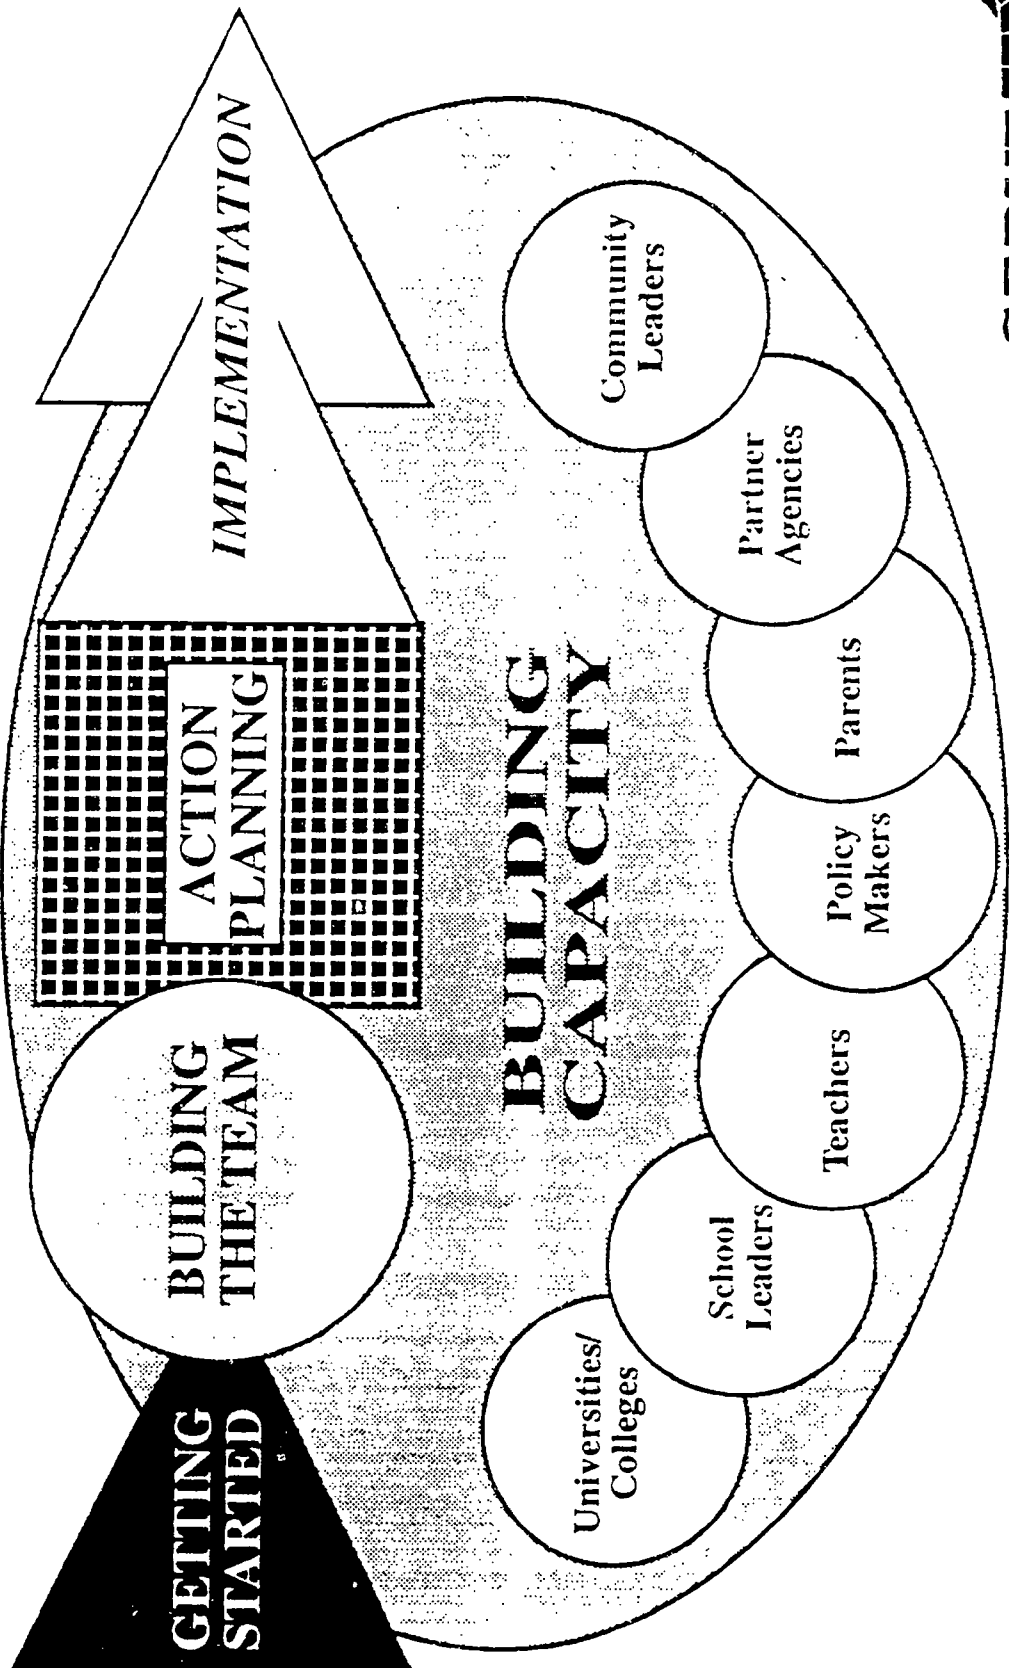 GETTING
STARTED
BUILDING
THE TEAM
ACTION
PLANNING
IMPLEMENTATION
BUILDING
CAPACITY
Universities/
Colleges
School
Leaders
Teachers
Policy
Makers
Parents
Partner
Agencies
Community
Leaders